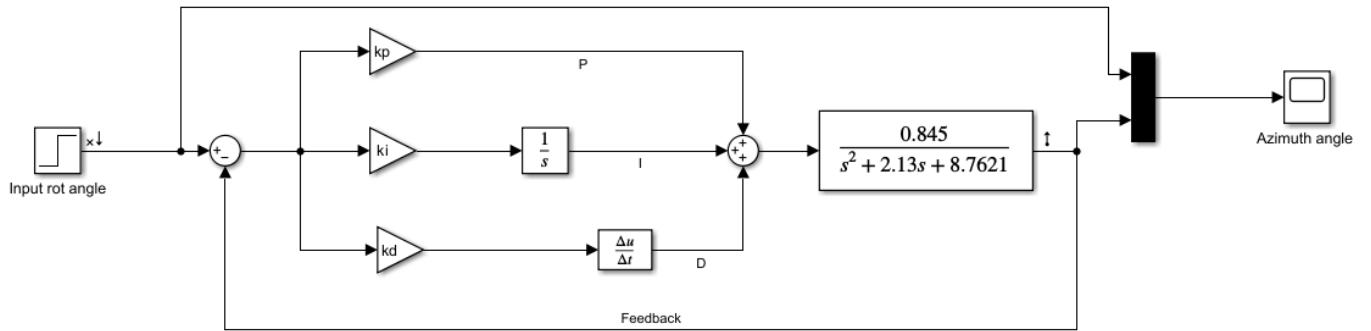 kp
P
Input rot angle
×
+
−
ki
1
s
I
+
+
+
0.845
s² + 2.13s + 8.7621
Azimuth angle
kd
Δu
Δt
D
Feedback